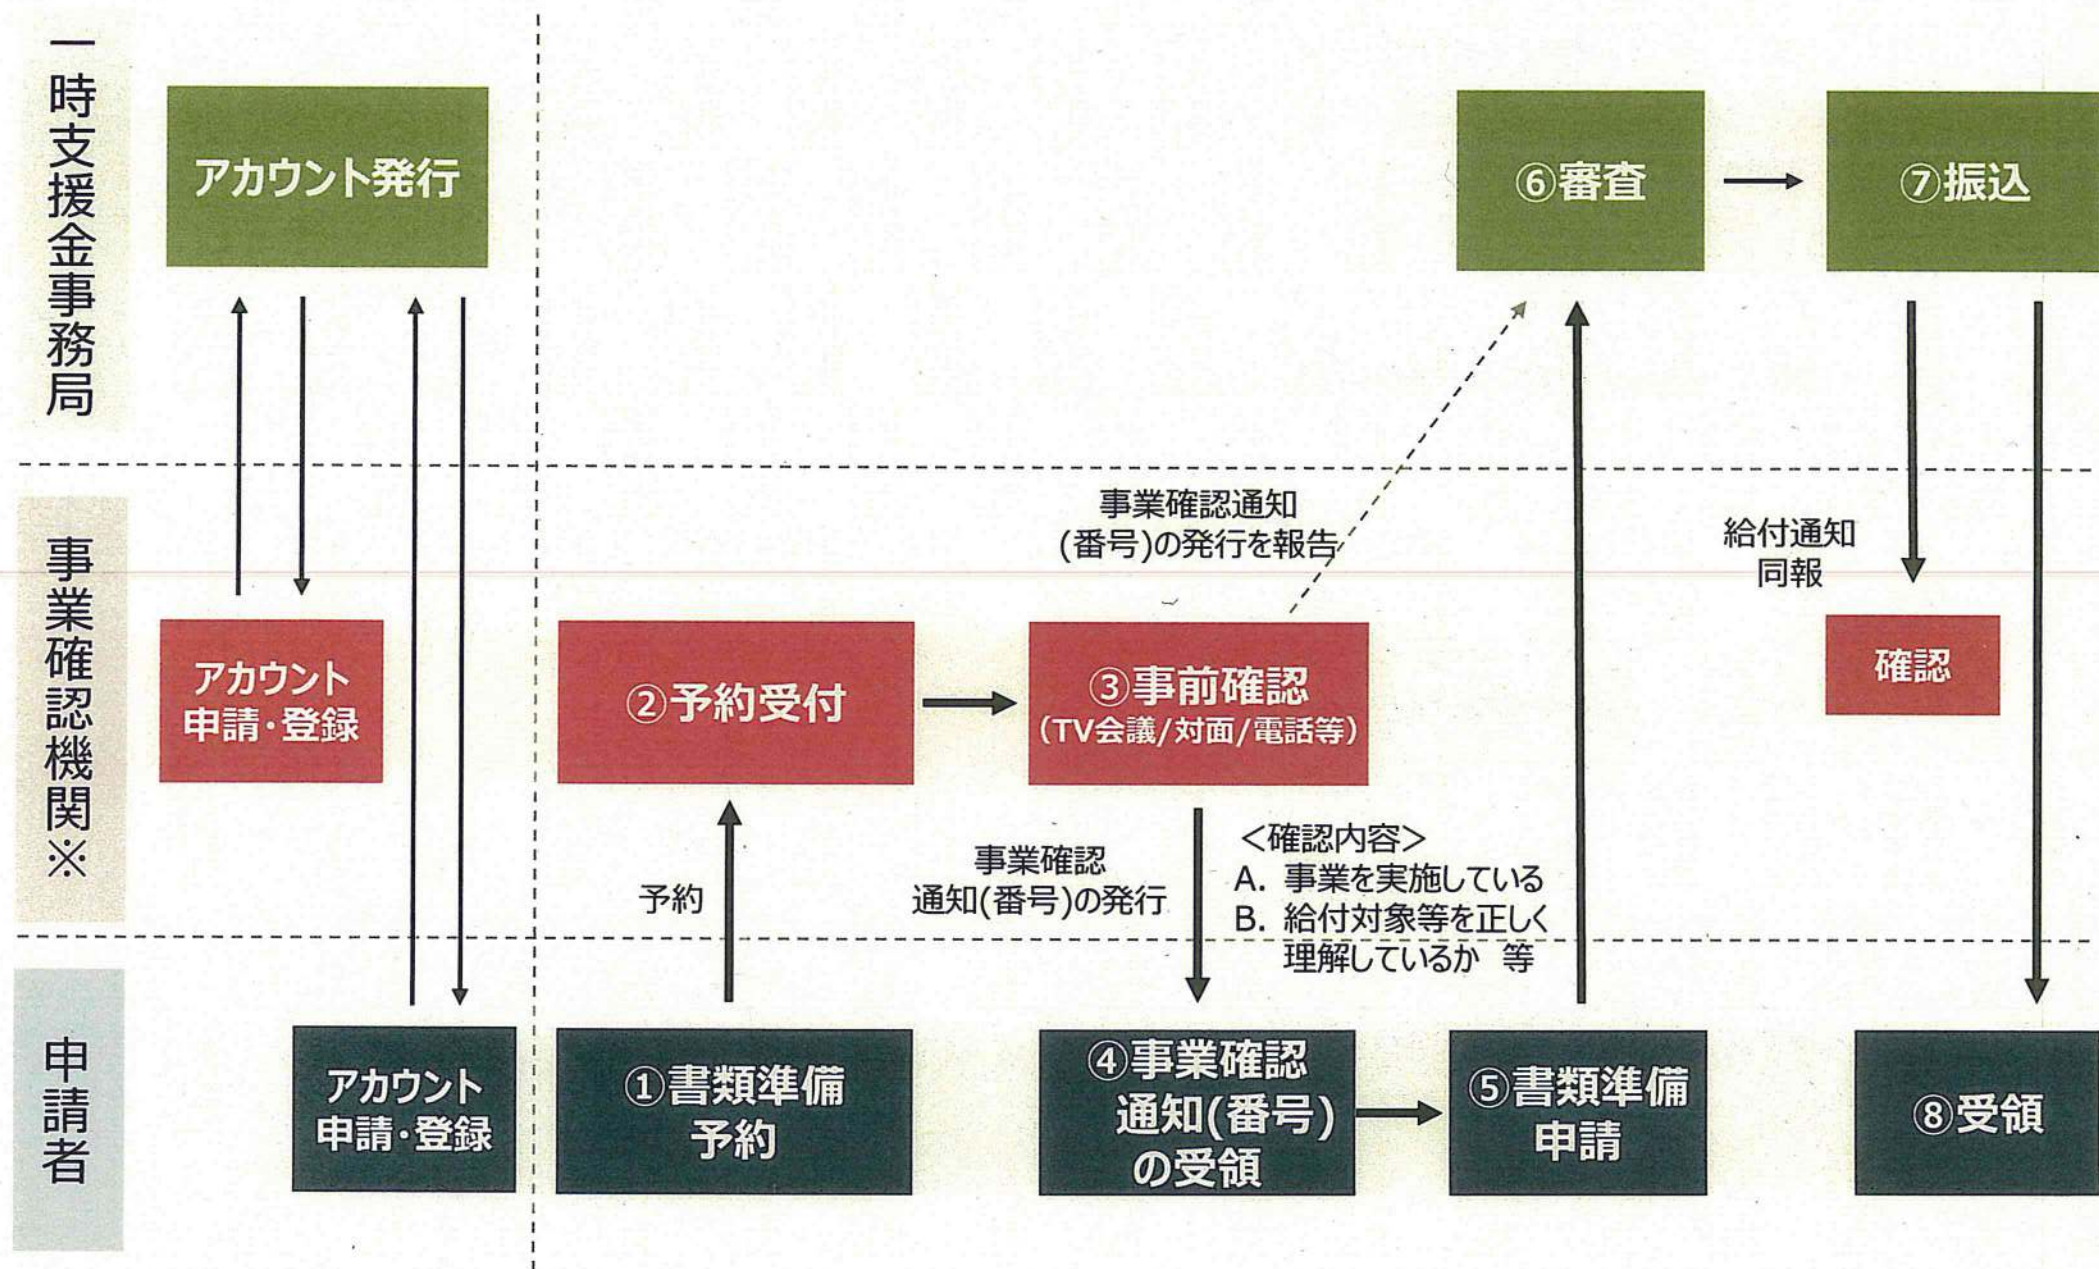 一時支援金事務局
アカウント発行
⑥審査
⑦振込
事業確認機関※
事業確認通知
(番号)の発行を報告
給付通知
同報
アカウント
申請・登録
②予約受付
③事前確認
(TV会議/対面/電話等)
確認
予約
事業確認
通知(番号)の発行
＜確認内容＞
A. 事業を実施している
B. 給付対象等を正しく
理解しているか 等
申請者
アカウント
申請・登録
①書類準備
予約
④事業確認
通知(番号)
の受領
⑤書類準備
申請
⑧受領